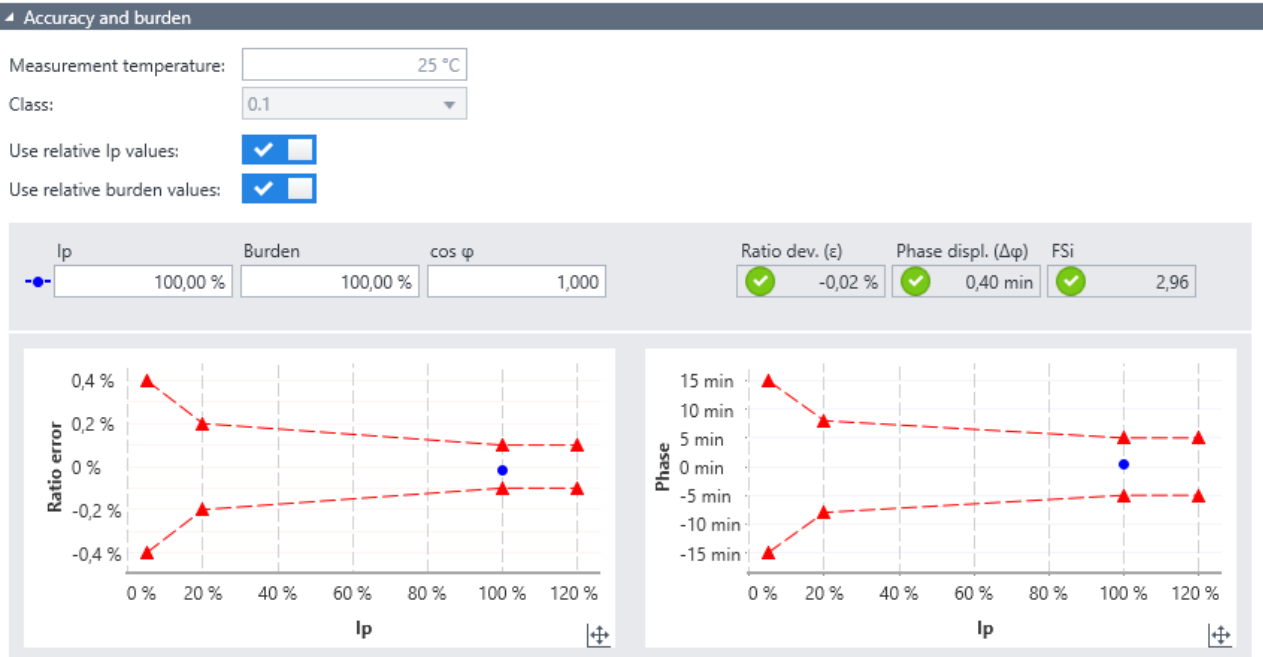 Accuracy and burden
Measurement temperature: 25 °C
Class: 0.1
Use relative Ip values:
Use relative burden values:
Ip Burden cos φ Ratio dev. (ε) Phase displ. (Δφ) FSi
100,00 % 100,00 % 1,000 -0,02 % 0,40 min 2,96
Ratio error
0,4 %
0,2 %
0 %
-0,2 %
-0,4 %
0 % 20 % 40 % 60 % 80 % 100 % 120 %
Ip
Phase
15 min
10 min
5 min
0 min
-5 min
-10 min
-15 min
0 % 20 % 40 % 60 % 80 % 100 % 120 %
Ip